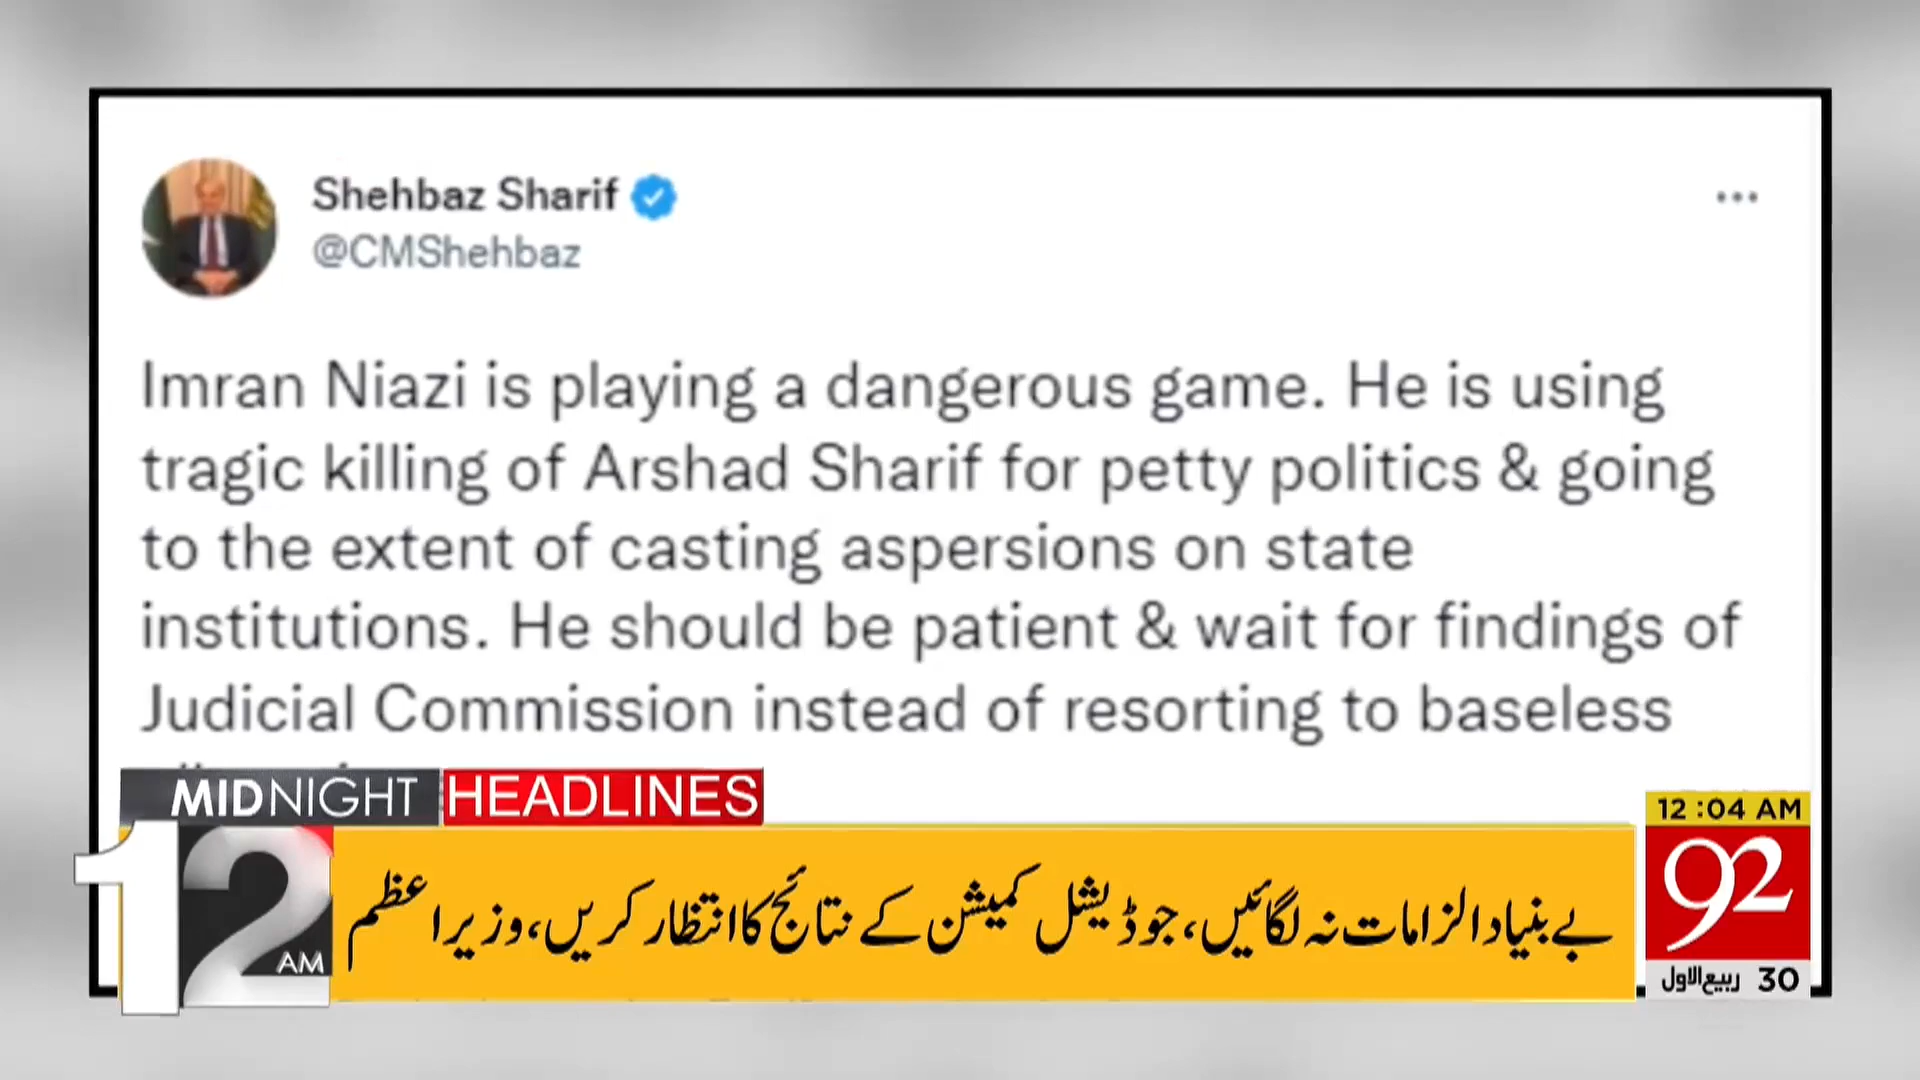 Shehbaz Sharif
@CMShehbaz
Imran Niazi is playing a dangerous game. He is using
tragic killing of Arshad Sharif for petty politics & going
to the extent of casting aspersions on state
institutions. He should be patient & wait for findings of
Judicial Commission instead of resorting to baseless
MIDNIGHT HEADLINES
12 AM
بے بنیاد الزامات نہ لگائیں، جوڈیشل کمیشن کے نتائج کا انتظار کریں، وزیراعظم
12:04 AM
92
30 ربیع الاول